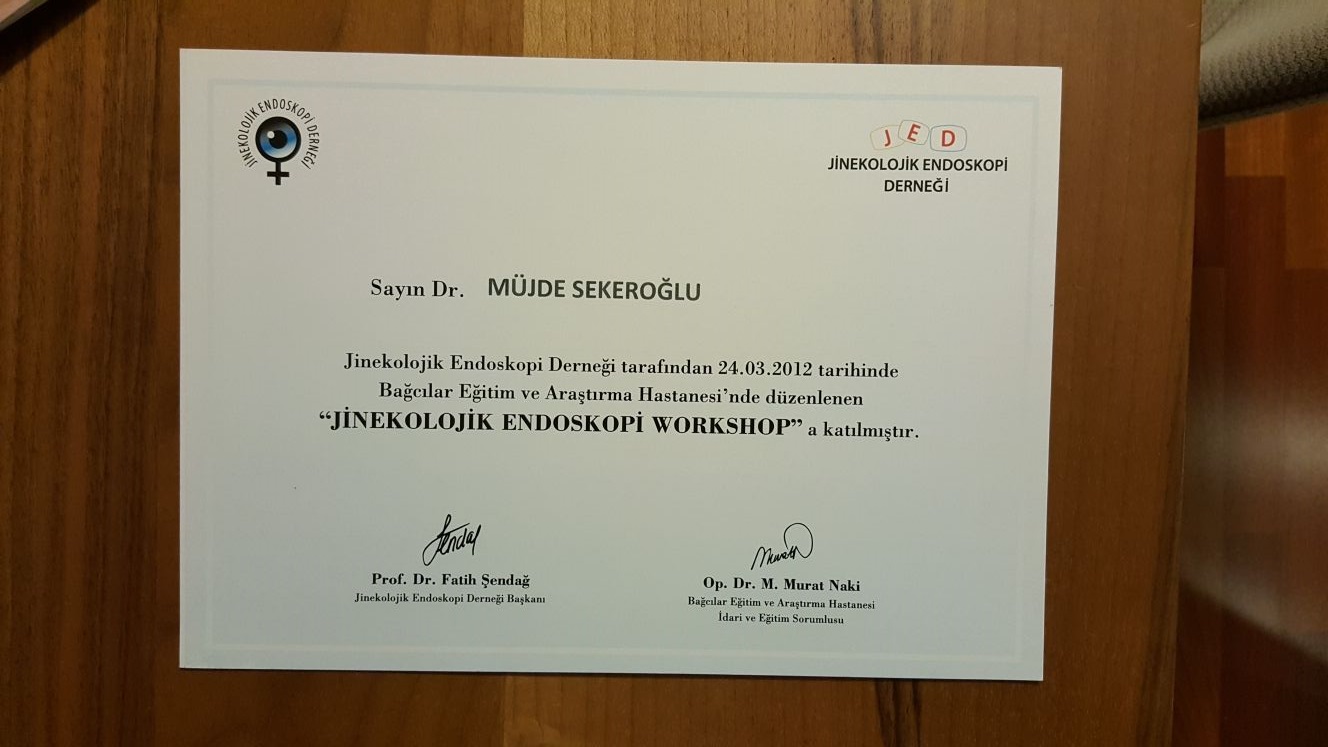 JİNEKOLOJİK ENDOSKOPİ DERNEĞİ
J E D
JİNEKOLOJİK ENDOSKOPİ
DERNEĞİ
Sayın Dr. MÜJDE SEKEROĞLU
Jinekolojik Endoskopi Derneği tarafından 24.03.2012 tarihinde
Bağcılar Eğitim ve Araştırma Hastanesi’nde düzenlenen
“JİNEKOLOJİK ENDOSKOPİ WORKSHOP” a katılmıştır.
Prof. Dr. Fatih Şendağ
Jinekolojik Endoskopi Derneği Başkanı
Op. Dr. M. Murat Naki
Bağcılar Eğitim ve Araştırma Hastanesi
İdari ve Eğitim Sorumlusu